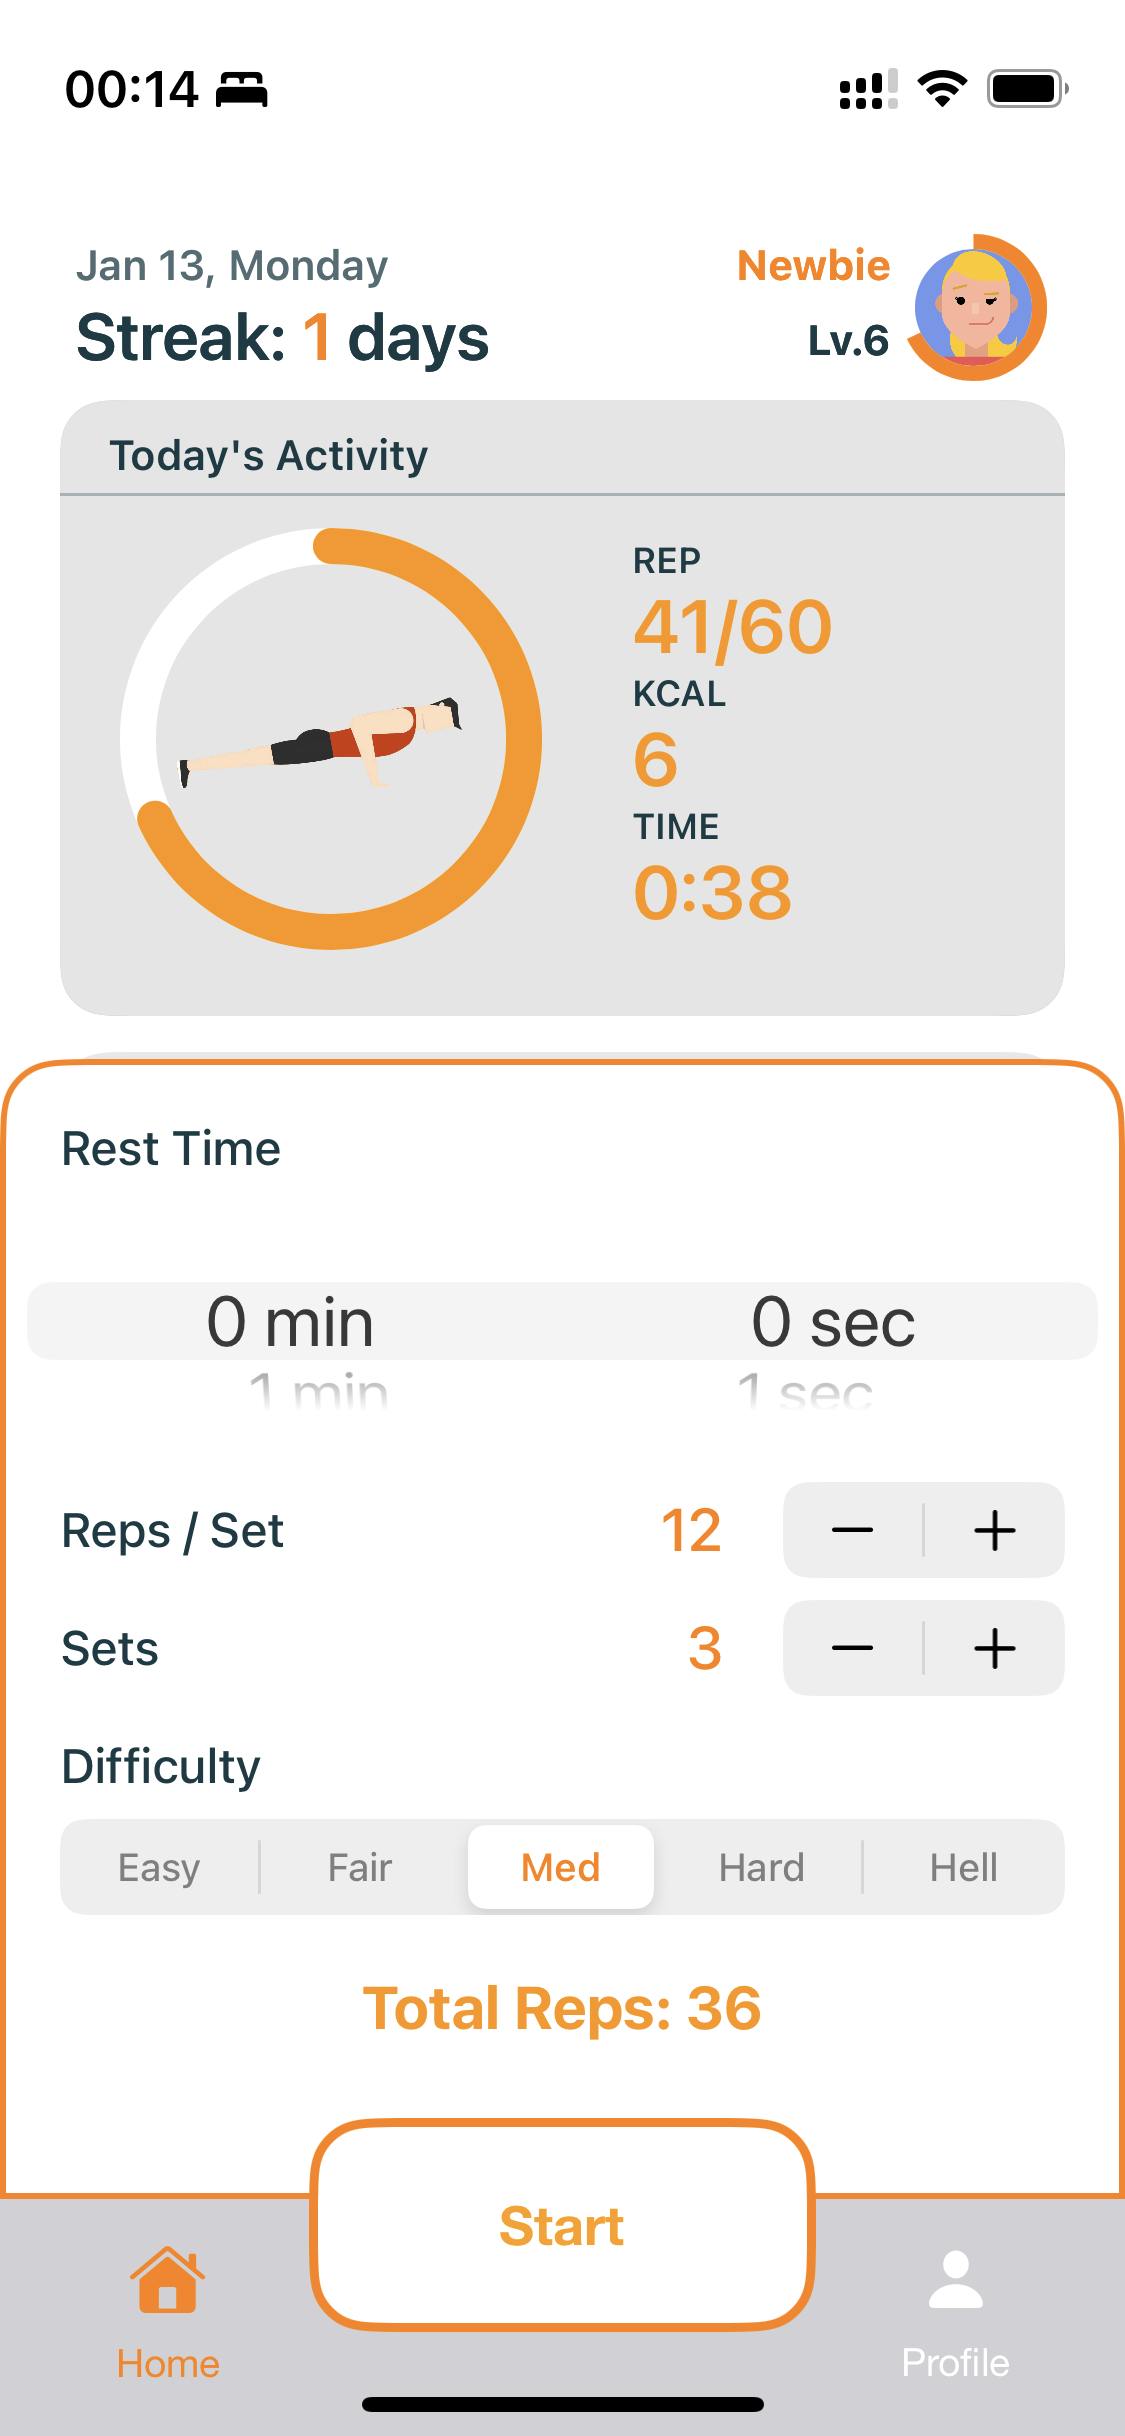 00:14
Jan 13, Monday
Streak: 1 days
Newbie
Lv.6
Today's Activity
REP
41/60
KCAL
6
TIME
0:38
Rest Time
0 min 0 sec
1 min 1 sec
Reps / Set 12
Sets 3
Difficulty
Easy Fair Med Hard Hell
Total Reps: 36
Start
Home Profile